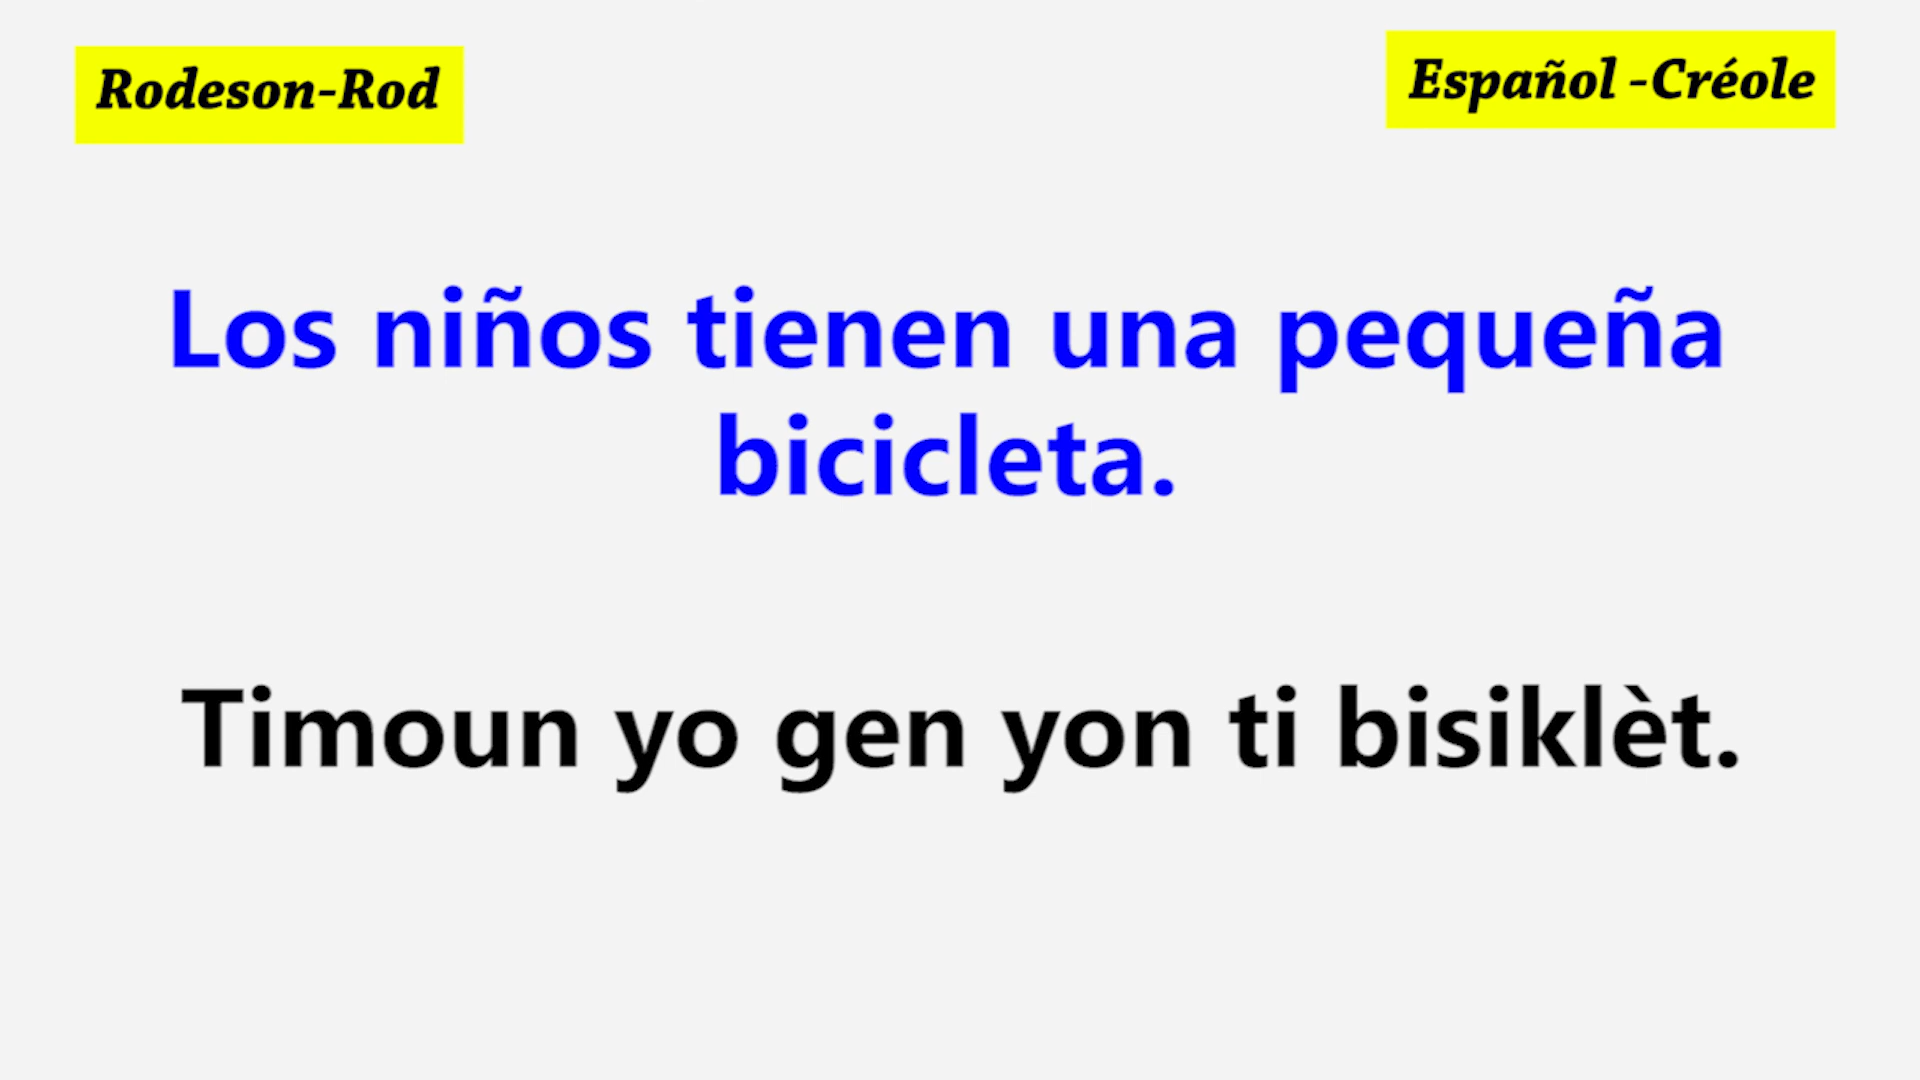 Rodeson-Rod
Español -Créole
Los niños tienen una pequeña
bicicleta.
Timoun yo gen yon ti bisiklèt.